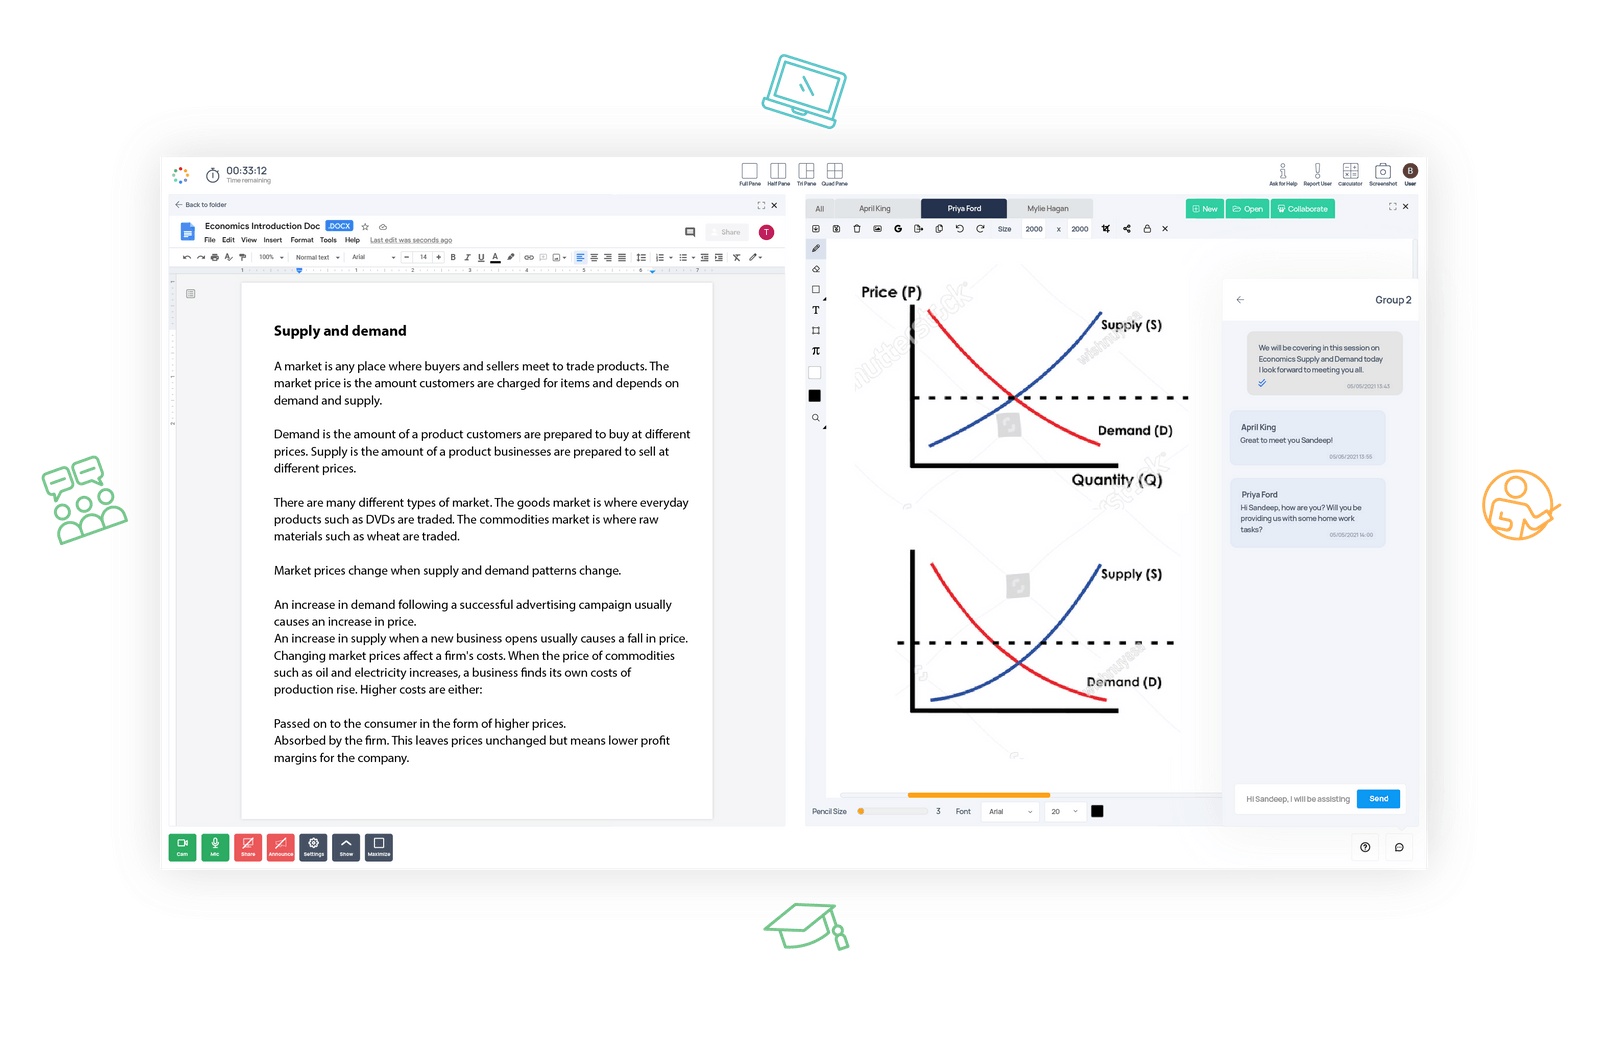 00:33:12
Time remaining
Full Pane
Half Pane
Tri Pane
Quad Pane
Ask for Help
Report User
Calculator
Screenshot
B
User
Back to folder
Economics Introduction Doc .DOCX
File Edit View Insert Format Tools Help Last edit was seconds ago
Share
T
100% Normal text Arial 14 B I U A
1 1 2 3 4 5 6 7
1
2
Supply and demand
A market is any place where buyers and sellers meet to trade products. The
market price is the amount customers are charged for items and depends on
demand and supply.
Demand is the amount of a product customers are prepared to buy at different
prices. Supply is the amount of a product businesses are prepared to sell at
different prices.
There are many different types of market. The goods market is where everyday
products such as DVDs are traded. The commodities market is where raw
materials such as wheat are traded.
Market prices change when supply and demand patterns change.
An increase in demand following a successful advertising campaign usually
causes an increase in price.
An increase in supply when a new business opens usually causes a fall in price.
Changing market prices affect a firm's costs. When the price of commodities
such as oil and electricity increases, a business finds its own costs of
production rise. Higher costs are either:
Passed on to the consumer in the form of higher prices.
Absorbed by the firm. This leaves prices unchanged but means lower profit
margins for the company.
All
April King
Priya Ford
Mylie Hagan
New
Open
Collaborate
Size 2000 x 2000
T
π
Price (P)
Supply (S)
Demand (D)
Quantity (Q)
Supply (S)
Demand (D)
Pencil Size 3 Font Arial 20
Group 2
We will be covering in this session on
Economics Supply and Demand today
I look forward to meeting you all.
05/05/2021 13:43
April King
Great to meet you Sandeep!
05/05/2021 13:55
Priya Ford
Hi Sandeep, how are you? Will you be
providing us with some home work
tasks?
05/05/2021 14:00
Hi Sandeep, I will be assisting
Send
Cam
Mic
Share
Announce
Settings
Show
Maximize